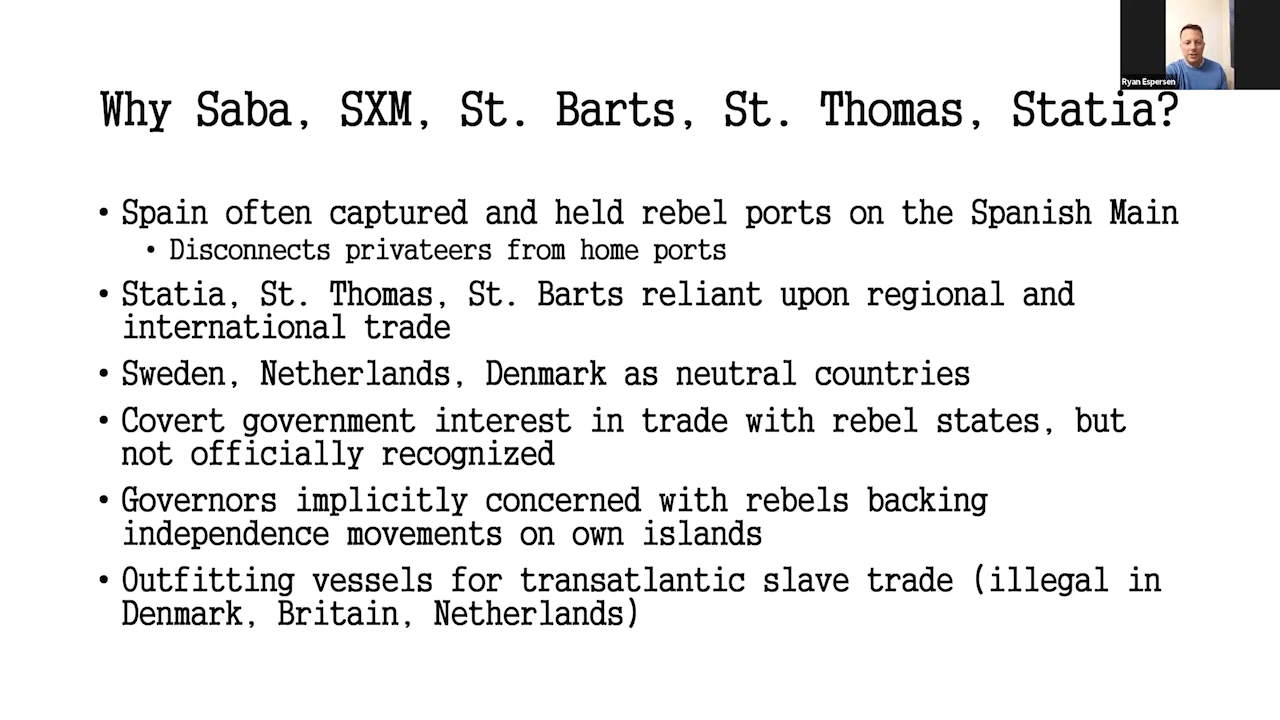 Ryan Espersen
Why Saba, SXM, St. Barts, St. Thomas, Statia?
• Spain often captured and held rebel ports on the Spanish Main
• Disconnects privateers from home ports
• Statia, St. Thomas, St. Barts reliant upon regional and
international trade
• Sweden, Netherlands, Denmark as neutral countries
• Covert government interest in trade with rebel states, but
not officially recognized
• Governors implicitly concerned with rebels backing
independence movements on own islands
• Outfitting vessels for transatlantic slave trade (illegal in
Denmark, Britain, Netherlands)